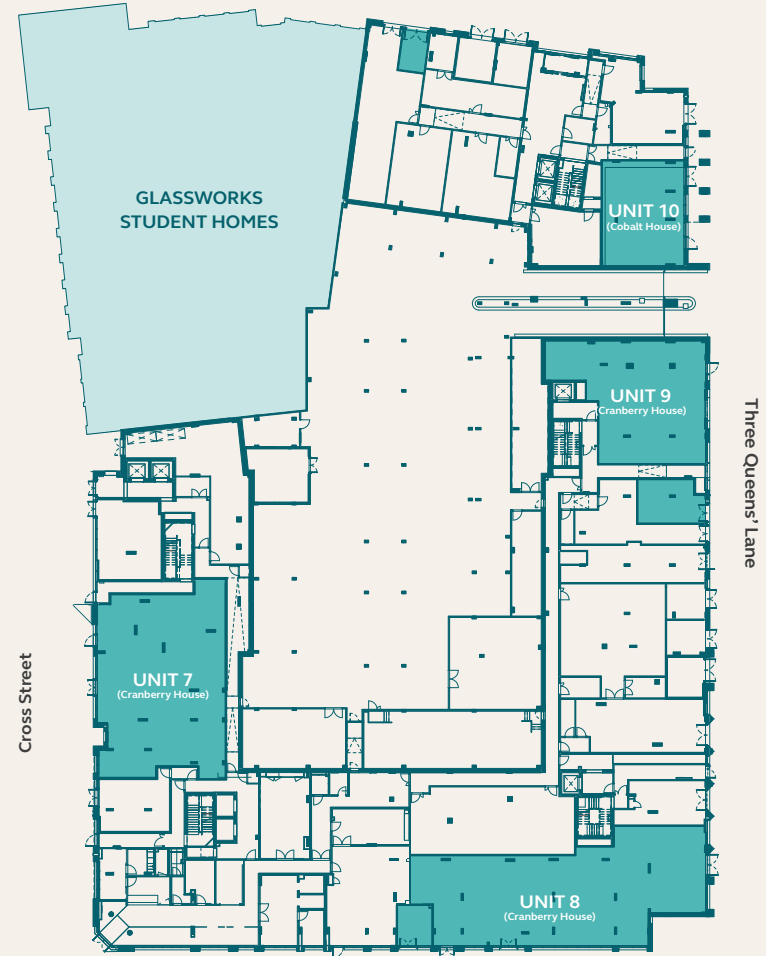 GLASSWORKS
STUDENT HOMES
UNIT 10
(Cobalt House)
UNIT 9
(Cranberry House)
Three Queens’ Lane
UNIT 7
(Cranberry House)
Cross Street
UNIT 8
(Cranberry House)